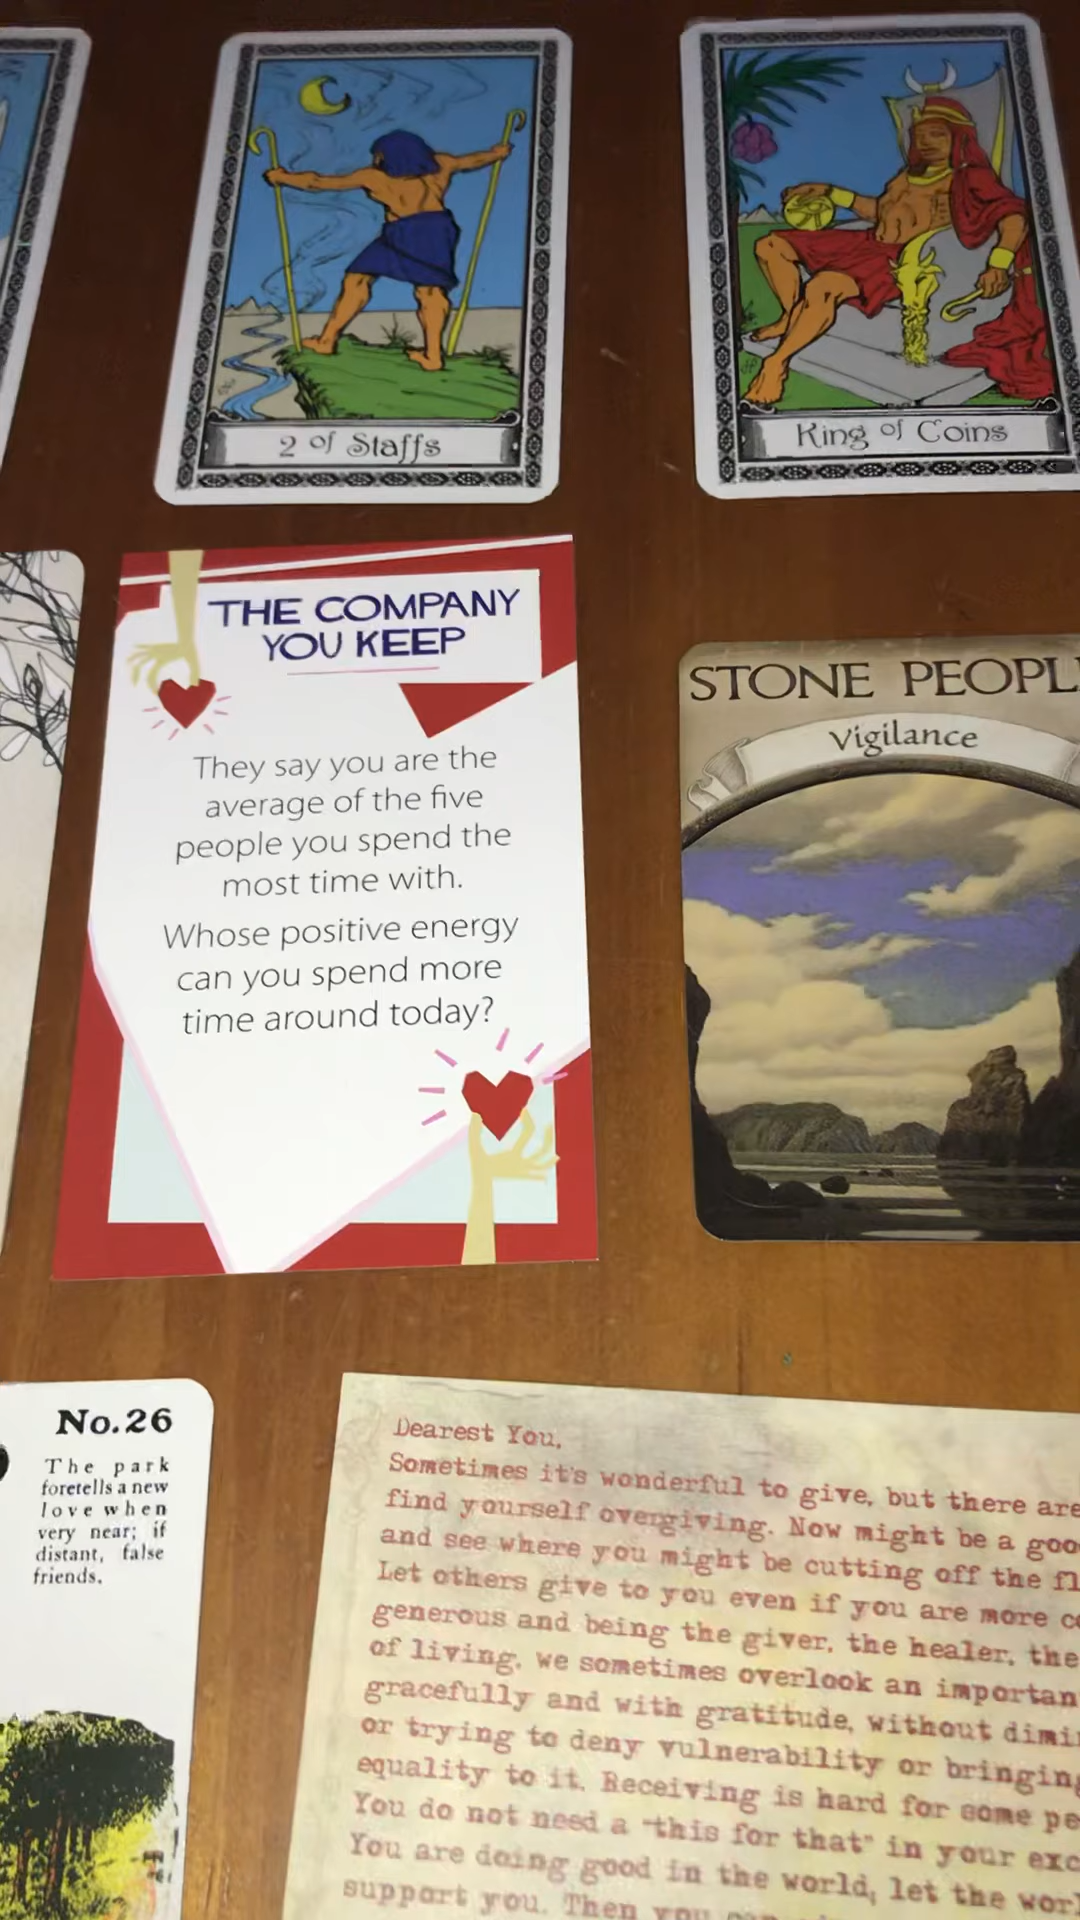 2 of Staffs
King of Coins
THE COMPANY
YOU KEEP
They say you are the
average of the five
people you spend the
most time with.
Whose positive energy
can you spend more
time around today?
STONE
Vigilance
No.26
The park
foretells a new
love when
very near; if
distant, false
friends.
Dearest You,
Sometimes it's wonderful to give, but there are
find yourself overgiving. Now might be a
and see where you might be cutting off the
Let others give to you even if you are more
generous and being the giver, the healer, the
of living, we sometimes overlook an
gracefully and with gratitude, without
or trying to deny vulnerability or
equality to it. Receiving is hard for some
You do not need a "this for that" in your
You are doing good in the world, let the
support you. Then you